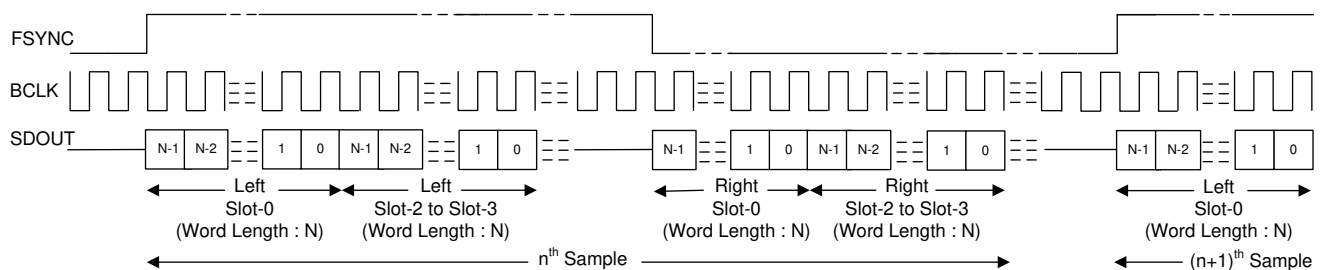 FSYNC
BCLK
SDOUT
N-1 N-2 1 0 N-1 N-2 1 0 N-1 1 0 N-1 N-2 1 0 N-1 N-2 1 0
Left Left Right Right Left
Slot-0 Slot-2 to Slot-3 Slot-0 Slot-2 to Slot-3 Slot-0
(Word Length : N) (Word Length : N) (Word Length : N) (Word Length : N) (Word Length : N)
nth Sample (n+1)th Sample